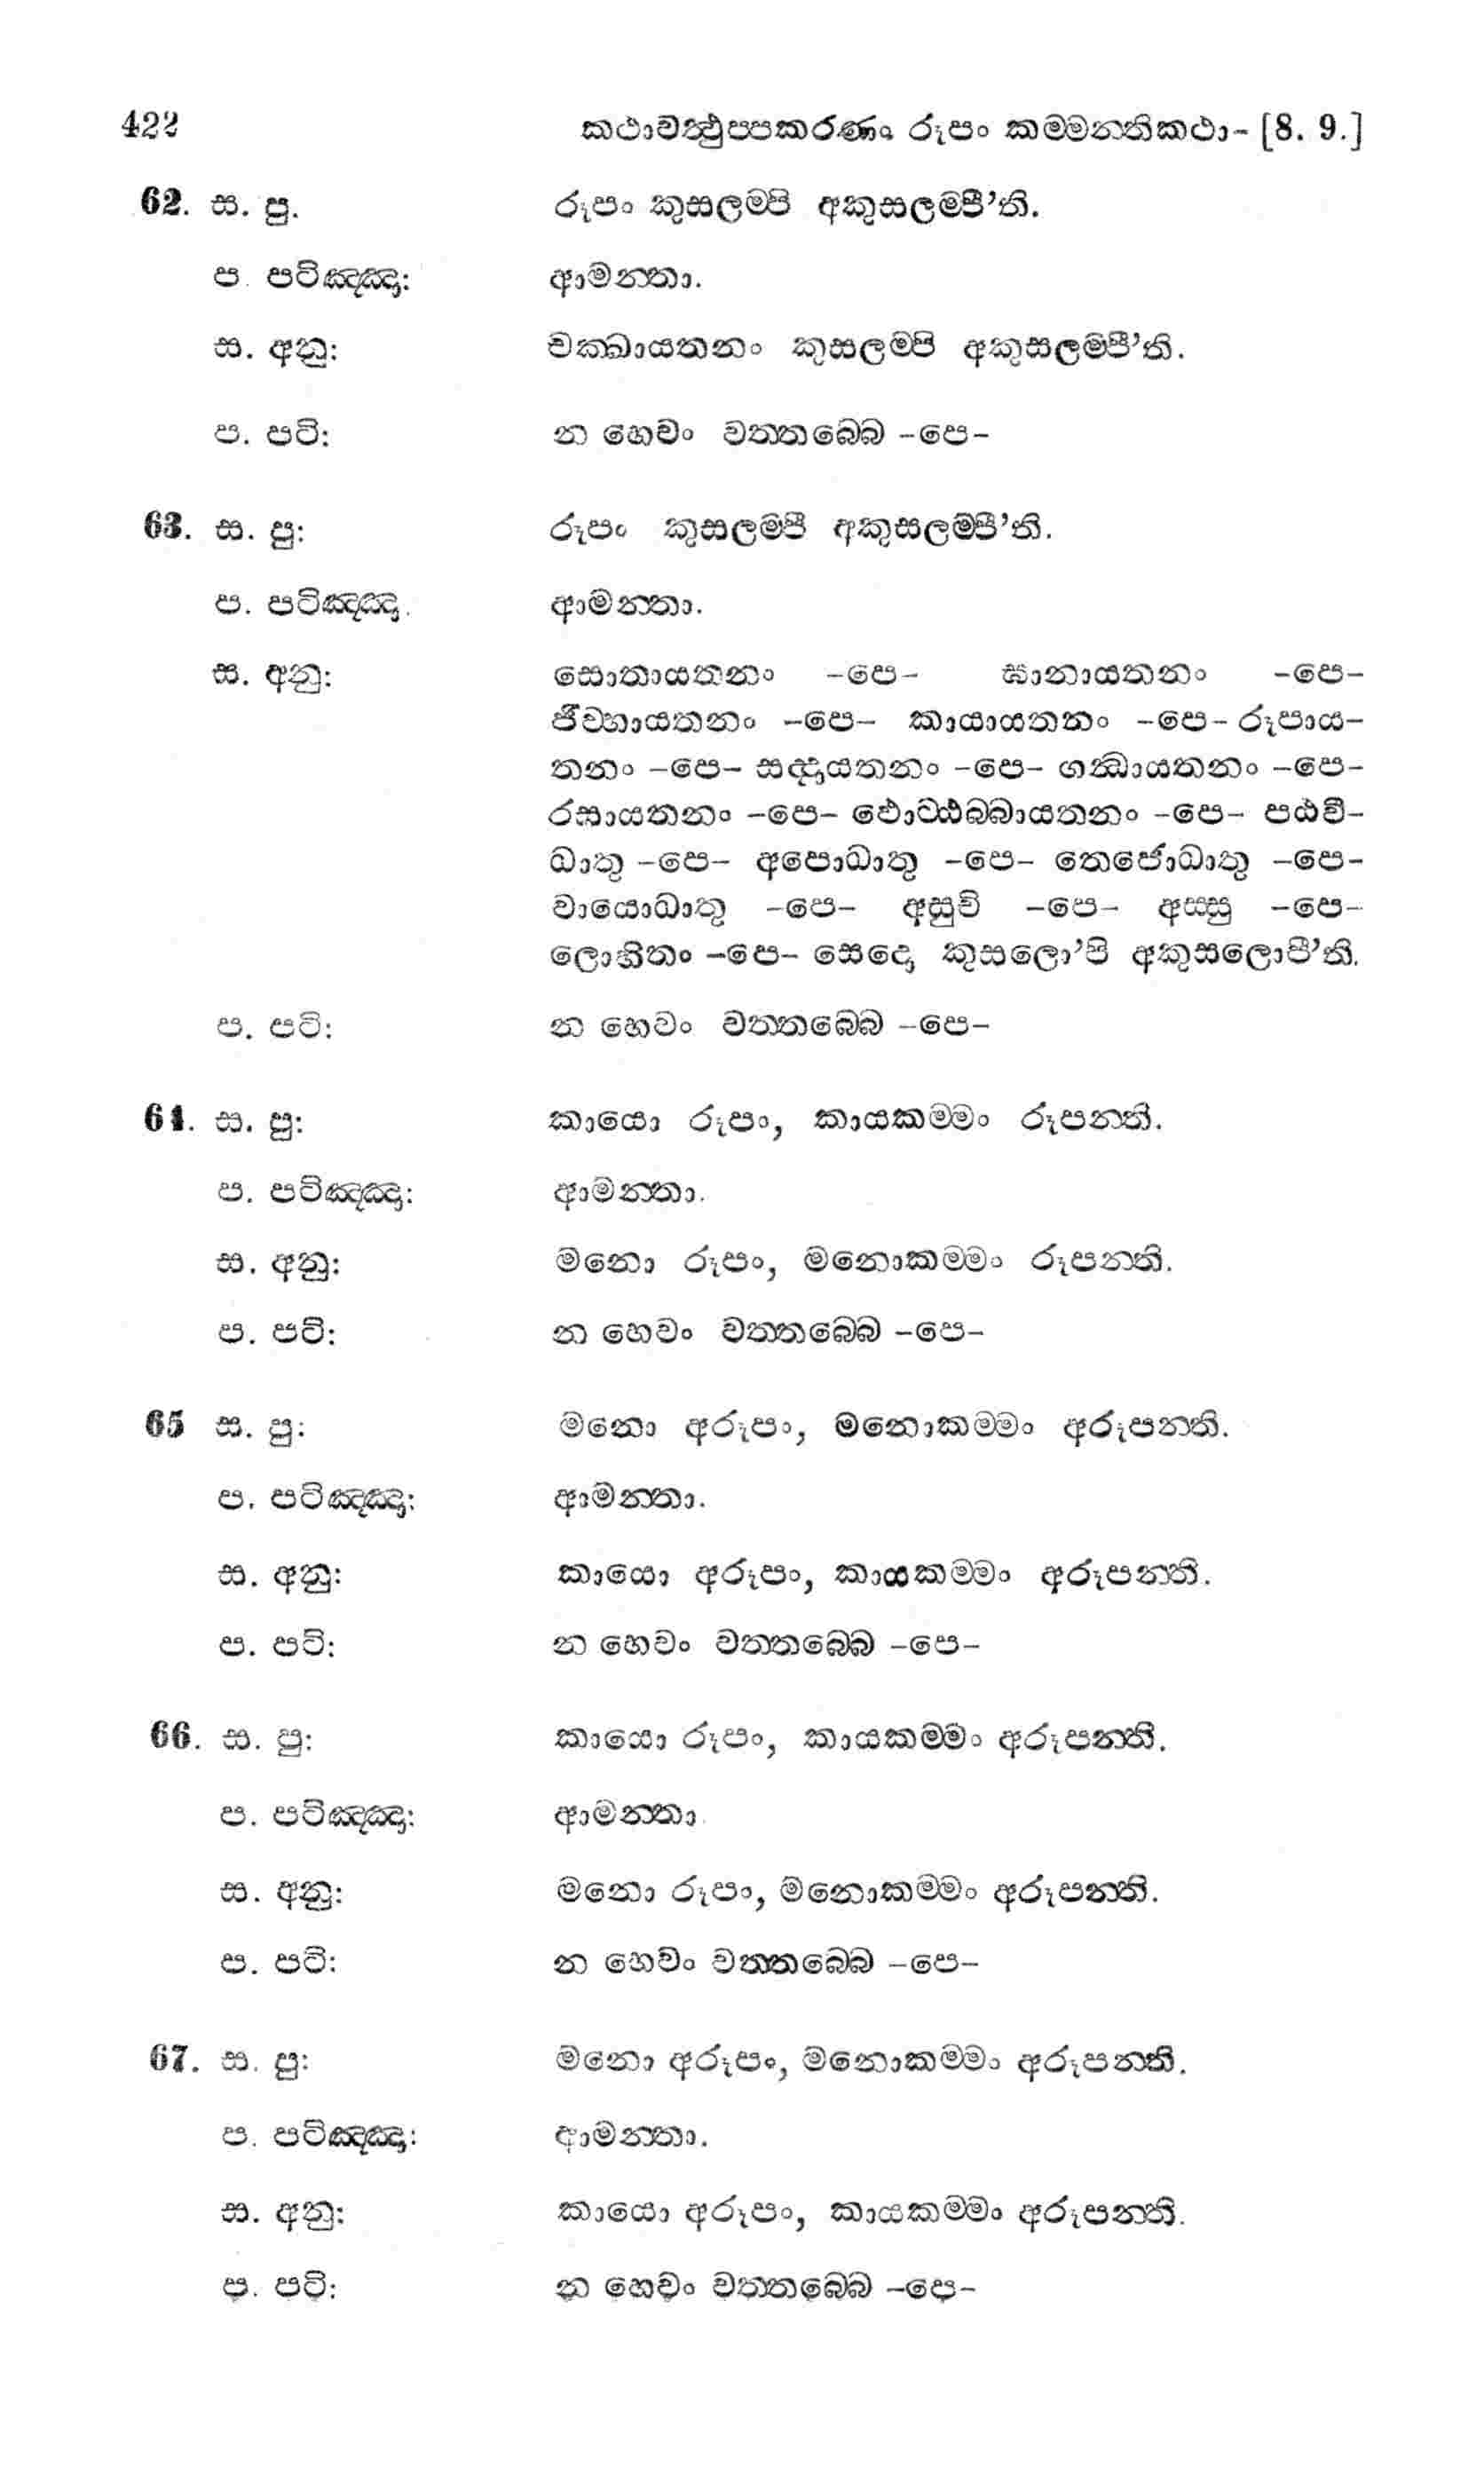 422 කථාවත්‍ථුප්පකරණං රූපං කම්මන්තිකථා- [8. 9.]
62. ස. පු. රූපං කුසලම්පි අකුසලම්පී’ති.
ප. පටිඤ්ඤා: ආමන්තා.
ස. අනු: චක්ඛායතනං කුසලම්පි අකුසලම්පී’ති.
ප. පටි: න හෙවං වත්තබ්බෙ -පෙ-
63. ස. පු: රූපං කුසලම්පී අකුසලම්පී’ති.
ප. පටිඤ්ඤා. ආමන්තා.
ස. අනු: සොතායතනං -පෙ- ඝානායතනං -පෙ-
ජීව්හායතනං -පෙ- කායායතනං -පෙ- රූපාය-
තනං -පෙ- සද්දායතනං -පෙ- ගන්ධායතනං -පෙ-
රසායතනං -පෙ- ඵොට්ඨබ්බායතනං -පෙ- පඨවී-
ධාතු -පෙ- අපොධාතු -පෙ- තෙජොධාතු -පෙ-
වායොධාතු -පෙ- අසුචි -පෙ- අස්සු -පෙ-
ලොහිතං -පෙ- සෙදො කුසලො’පි අකුසලොපී’ති.
ප. පටි: න හෙවං වත්තබ්බෙ -පෙ-
64. ස. පු: කායො රූපං, කායකම්මං රූපන්ති.
ප. පටිඤ්ඤා: ආමන්තා.
ස. අනු: මනො රූපං, මනොකම්මං රූපන්ති.
ප. පටි: න හෙවං වත්තබ්බෙ -පෙ-
65 ස. පු: මනො අරූපං, මනොකම්මං අරූපන්ති.
ප. පටිඤ්ඤා: ආමන්තා.
ස. අනු: කායො අරූපං, කායකම්මං අරූපන්ති.
ප. පටි: න හෙවං වත්තබ්බෙ -පෙ-
66. ස. පු: කායො රූපං, කායකම්මං අරූපන්ති.
ප. පටිඤ්ඤා: ආමන්තා.
ස. අනු: මනො රූපං, මනොකම්මං අරූපන්ති.
ප. පටි: න හෙවං වත්තබ්බෙ -පෙ-
67. ස. පු: මනො අරූපං, මනොකම්මං අරූපන්ති.
ප. පටිඤ්ඤා: ආමන්තා.
ස. අනු: කායො අරූපං, කායකම්මං අරූපන්ති.
ප. පටි: න හෙවං වත්තබ්බෙ -පෙ-